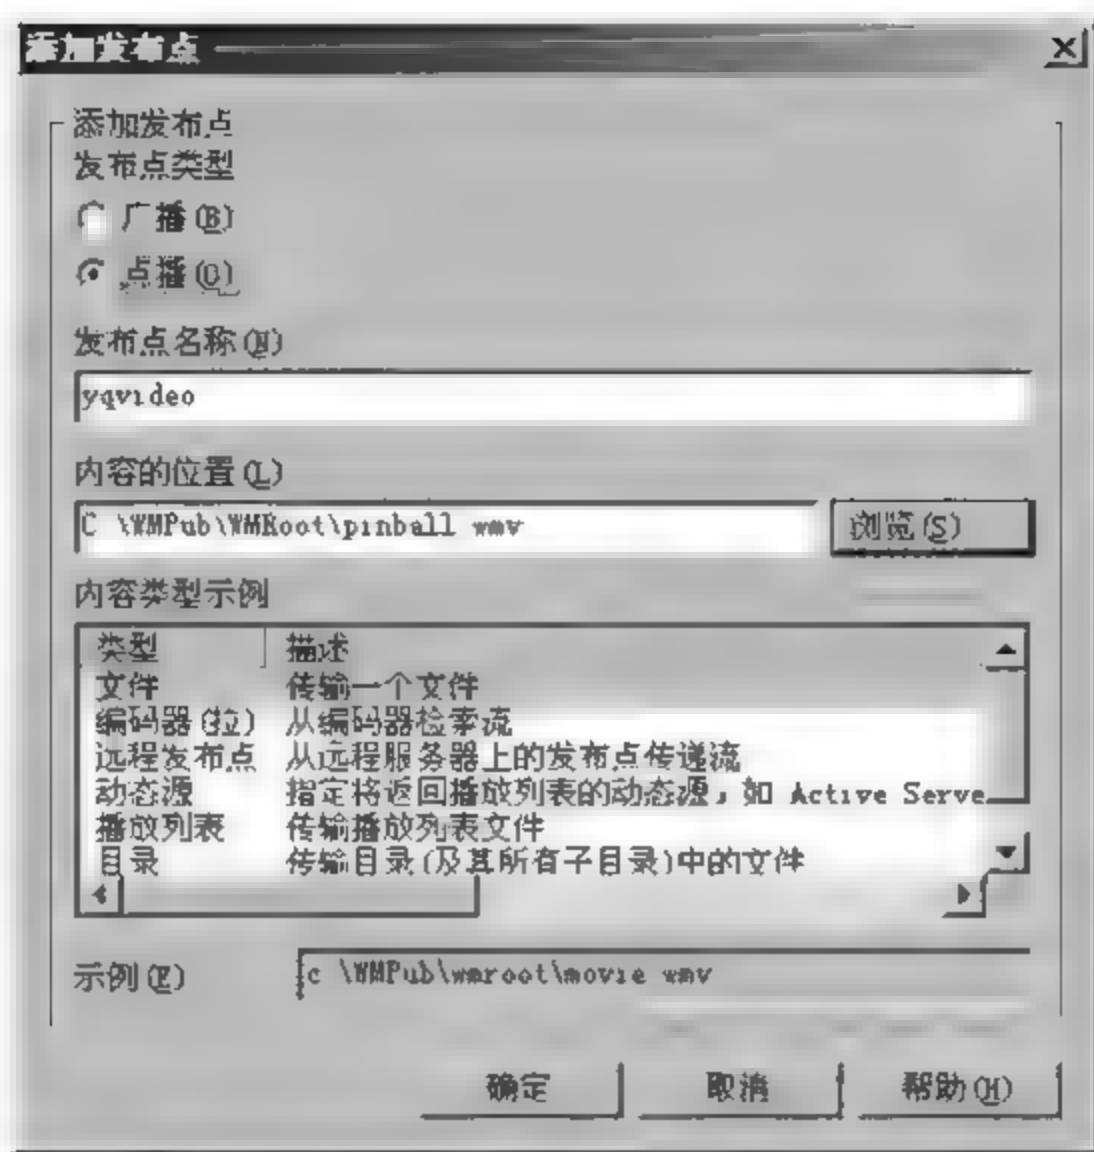 添加发布点
添加发布点
发布点类型
广播(B)
点播(O)
发布点名称(N)
yqvideo
内容的位置(L)
C \WMPub\WMRoot\pinball wmv
浏览(S)
内容类型示例
类型 描述
文件 传输一个文件
编码器(拉) 从编码器检索流
远程发布点 从远程服务器上的发布点传递流
动态源 指定将返回播放列表的动态源，如 Active Serve
播放列表 传输播放列表文件
目录 传输目录(及其所有子目录)中的文件
示例(E) c \WMPub\wmroot\movie wmv
确定 取消 帮助(H)